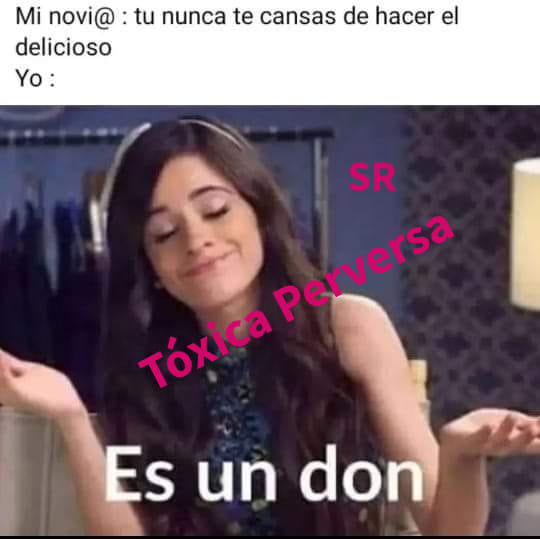 Mi novi@ : tu nunca te cansas de hacer el
delicioso
Yo :
SR
Tóxica Perversa
Es un don